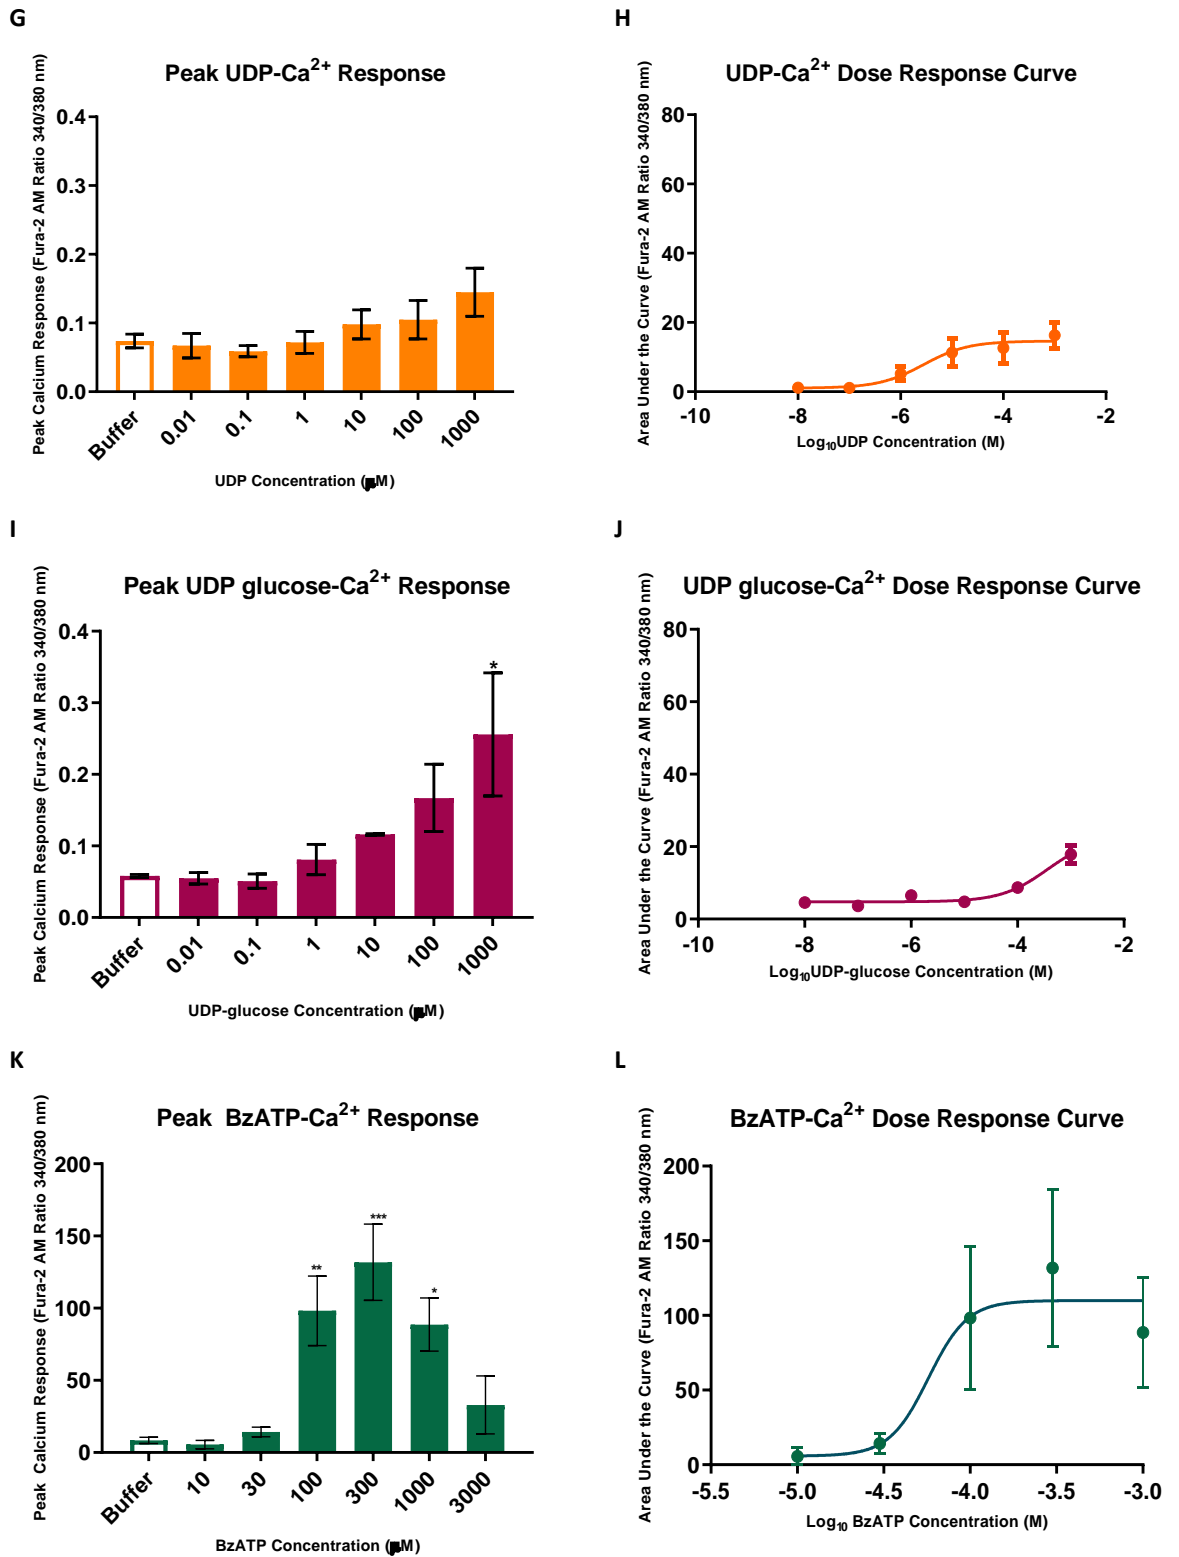 G
Peak UDP-Ca2+ Response
Peak Calcium Response (Fura-2 AM Ratio 340/380 nm)
0.4
0.3
0.2
0.1
0.0
Buffer 0.01 0.1 1 10 100 1000
UDP Concentration (μM)
H
UDP-Ca2+ Dose Response Curve
Area Under the Curve (Fura-2 AM Ratio 340/380 nm)
80
60
40
20
0
-10 -8 -6 -4 -2
Log10UDP Concentration (M)
I
Peak UDP glucose-Ca2+ Response
Peak Calcium Response (Fura-2 AM Ratio 340/380 nm)
0.4
0.3
0.2
0.1
0.0
*
Buffer 0.01 0.1 1 10 100 1000
UDP-glucose Concentration (μM)
J
UDP glucose-Ca2+ Dose Response Curve
Area Under the Curve (Fura-2 AM Ratio 340/380 nm)
80
60
40
20
0
-10 -8 -6 -4 -2
Log10UDP-glucose Concentration (M)
K
Peak BzATP-Ca2+ Response
Peak Calcium Response (Fura-2 AM Ratio 340/380 nm)
200
150
100
50
0
** *** *
Buffer 10 30 100 300 1000 3000
BzATP Concentration (μM)
L
BzATP-Ca2+ Dose Response Curve
Area Under the Curve (Fura-2 AM Ratio 340/380 nm)
200
150
100
50
0
-5.5 -5.0 -4.5 -4.0 -3.5 -3.0
Log10 BzATP Concentration (M)